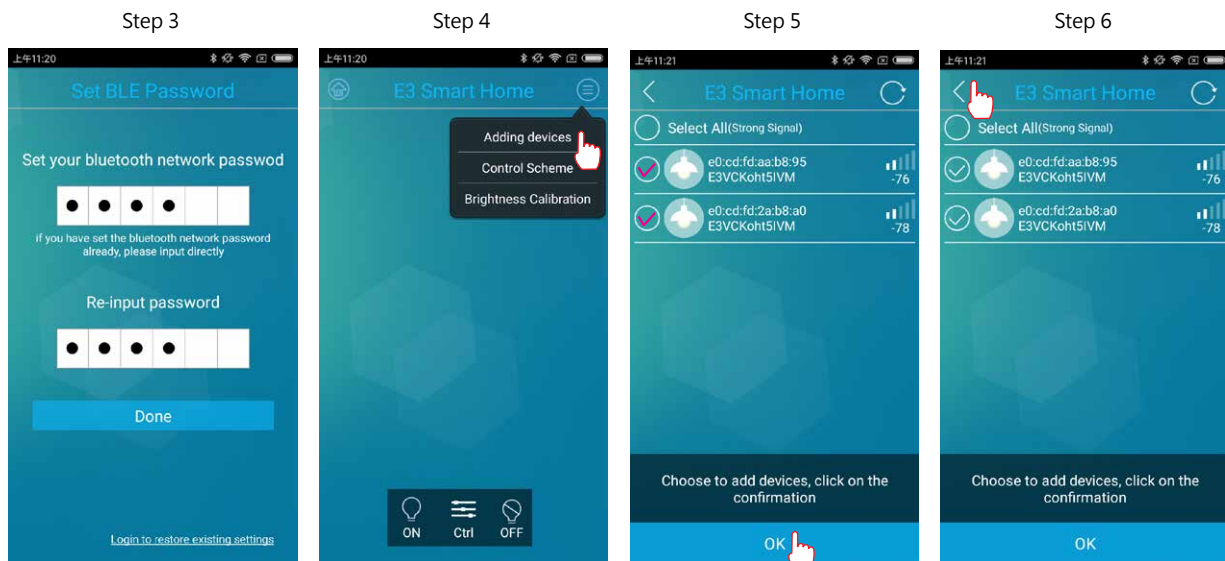 Step 3
上午11:20
Set BLE Password
Set your bluetooth network passwod
if you have set the bluetooth network password
already, please input directly
Re-input password
Done
Login to restore existing settings
Step 4
上午11:20
E3 Smart Home
Adding devices
Control Scheme
Brightness Calibration
ON Ctrl OFF
Step 5
上午11:21
E3 Smart Home
Select All(Strong Signal)
e0:cd:fd:aa:b8:95
E3VCKoht5IVM
-76
e0:cd:fd:2a:b8:a0
E3VCKoht5IVM
-78
Choose to add devices, click on the
confirmation
OK
Step 6
上午11:21
E3 Smart Home
Select All(Strong Signal)
e0:cd:fd:aa:b8:95
E3VCKoht5IVM
-76
e0:cd:fd:2a:b8:a0
E3VCKoht5IVM
-78
Choose to add devices, click on the
confirmation
OK